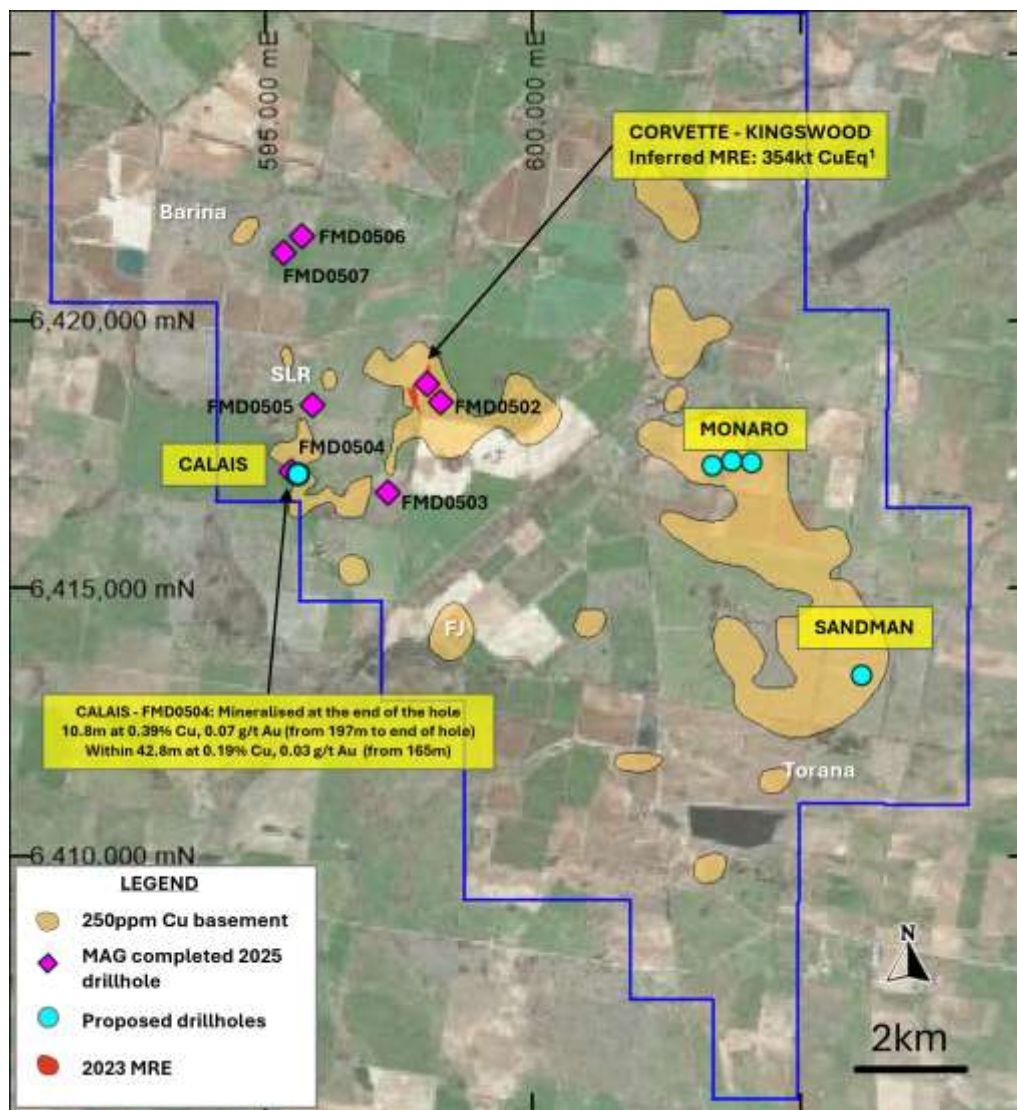 595,000 mE
600,000 mE
CORVETTE - KINGSWOOD
Inferred MRE: 354kt CuEq¹
Barina
FMD0506
FMD0507
6,420,000 mN
SLR
FMD0505
FMD0502
FMD0504
MONARO
CALAIS
FMD0503
6,415,000 mN
FJ
SANDMAN
CALAIS - FMD0504: Mineralised at the end of the hole
10.8m at 0.39% Cu, 0.07 g/t Au (from 197m to end of hole)
Within 42.8m at 0.19% Cu, 0.03 g/t Au (from 165m)
Torana
6,410,000 mN
LEGEND
250ppm Cu basement
MAG completed 2025
drillhole
Proposed drillholes
2023 MRE
N
2km